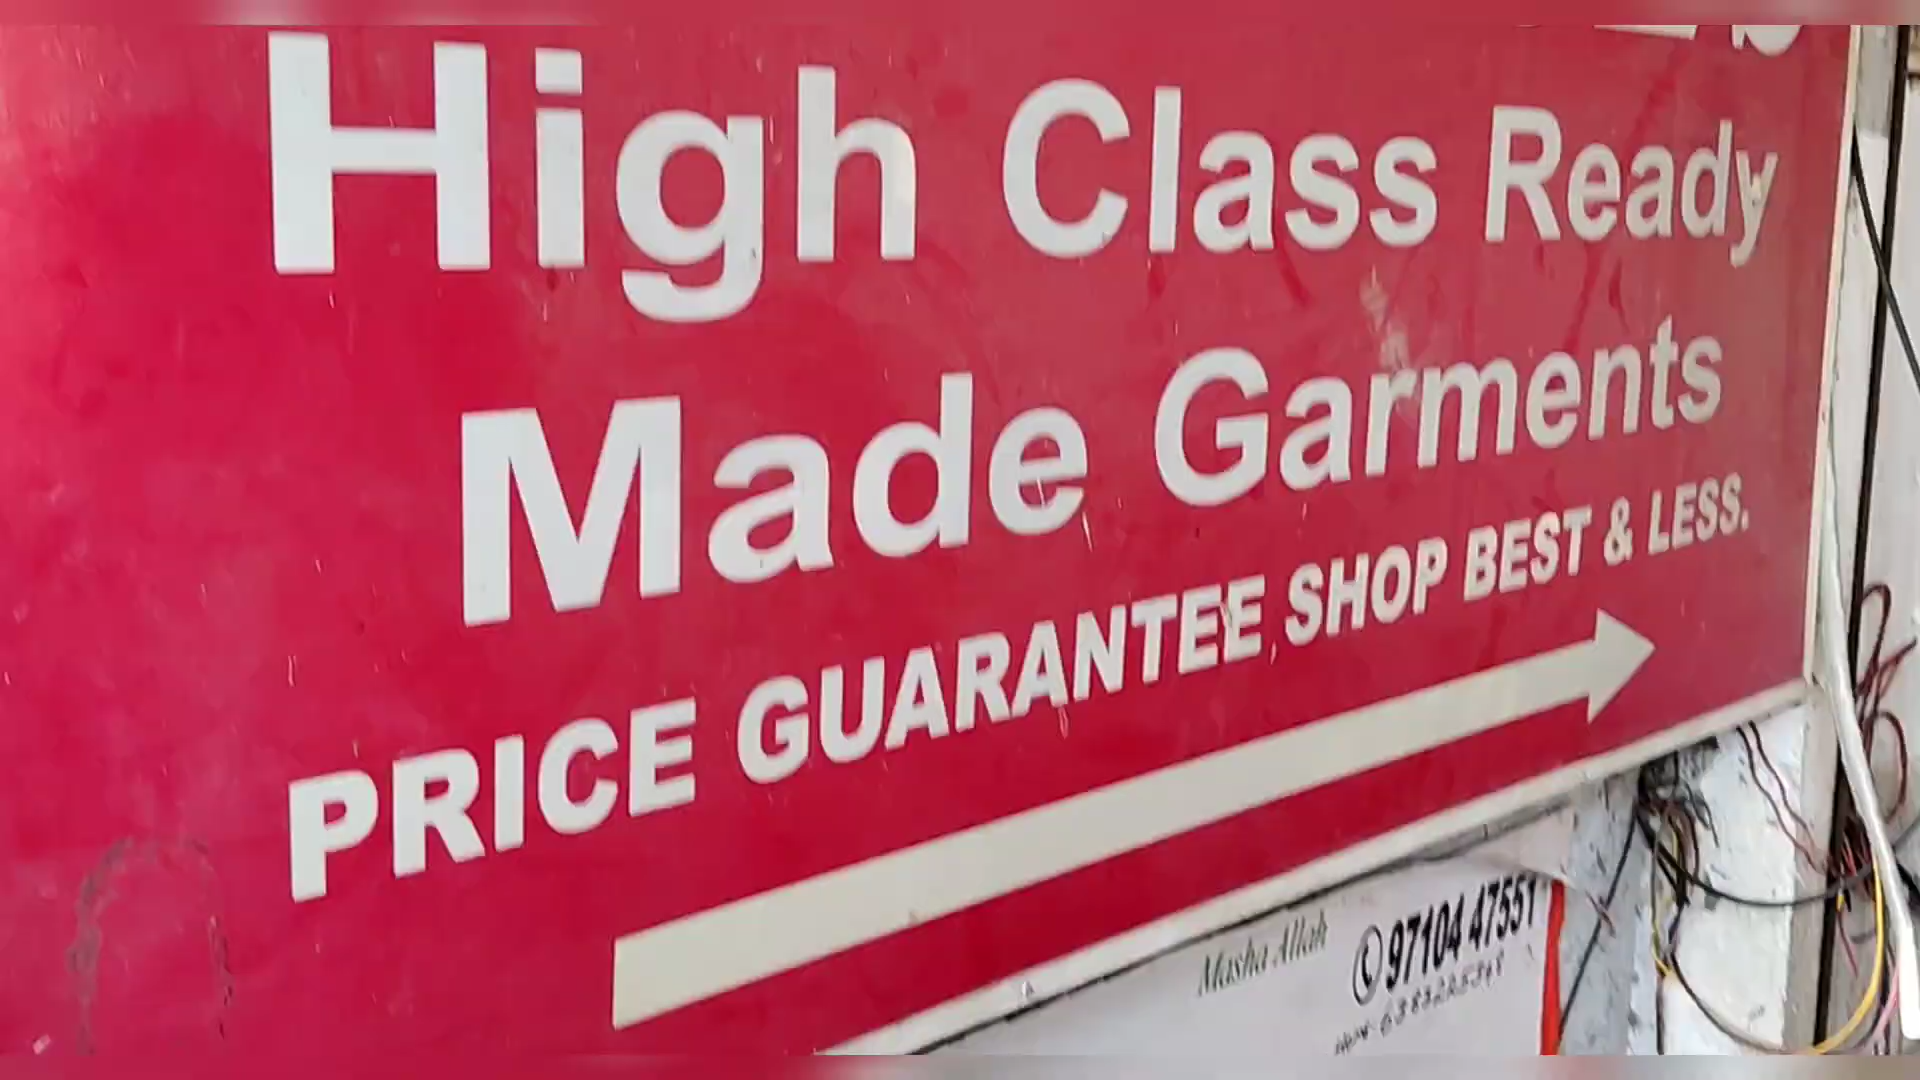 High Class Ready
Made Garments
PRICE GUARANTEE, SHOP BEST & LESS.
Masha Allah
97104 47551